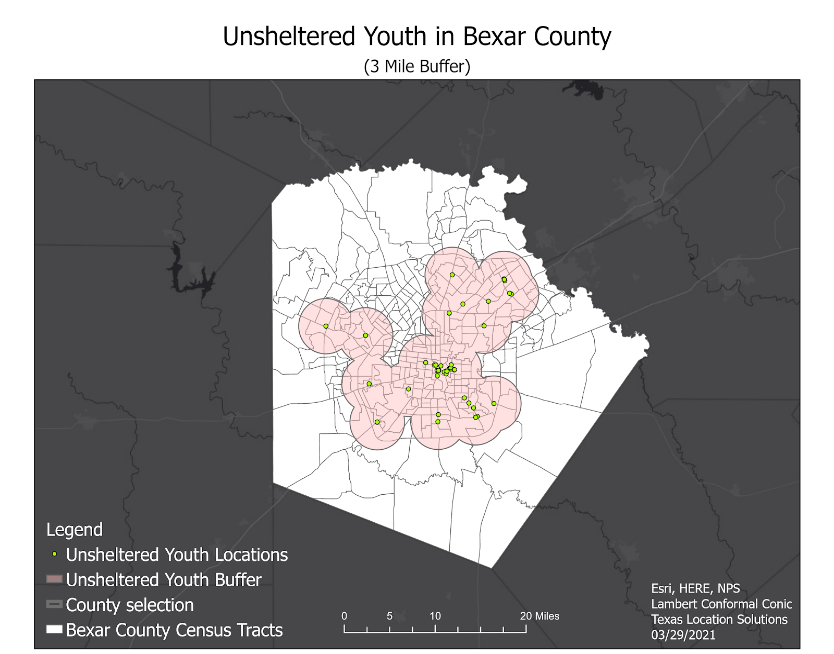 Unsheltered Youth in Bexar County
(3 Mile Buffer)
Legend
Unsheltered Youth Locations
Unsheltered Youth Buffer
County selection
Bexar County Census Tracts
0 5 10 20 Miles
Esri, HERE, NPS
Lambert Conformal Conic
Texas Location Solutions
03/29/2021